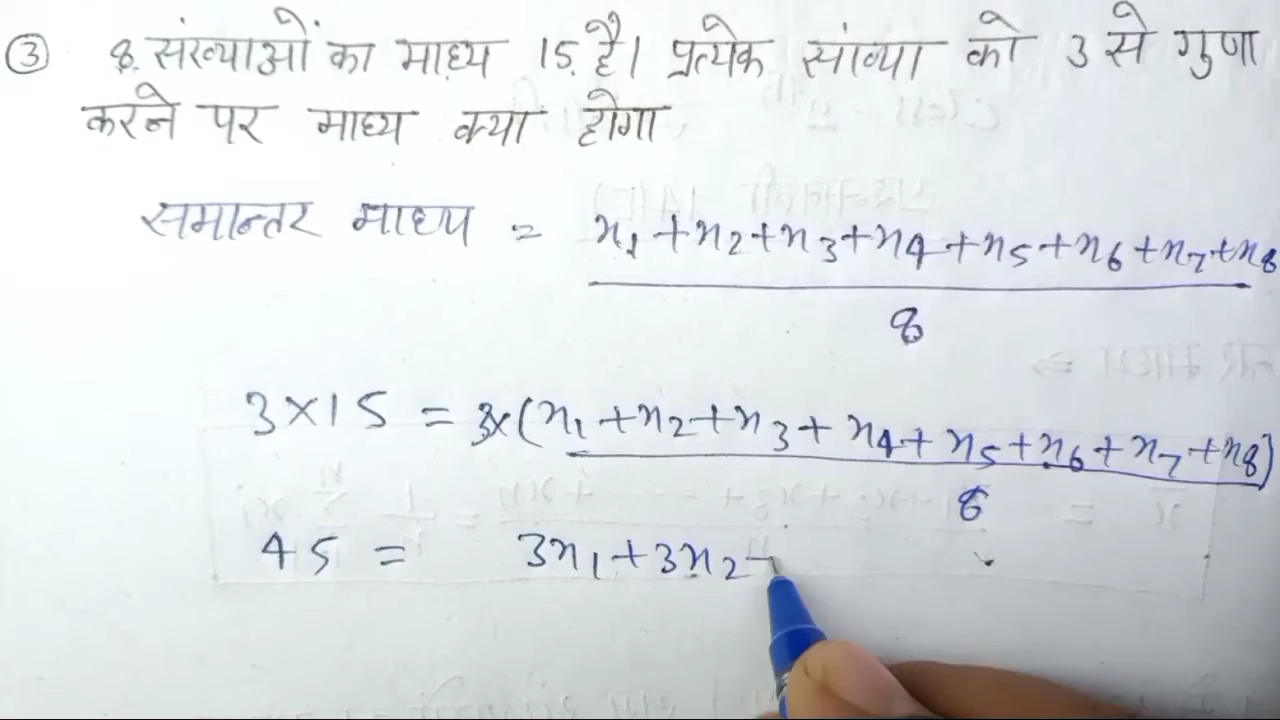 ③ 8 संख्याओं का माध्य 15 है। प्रत्येक सांख्या को 3 से गुणा
करने पर माध्य क्या होगा
समान्तर माध्य = x₁+x₂+x₃+x₄+x₅+x₆+x₇+x₈
8
3×15 = 3×(x₁+x₂+x₃+x₄+x₅+x₆+x₇+x₈)
8
45 = 3x₁+3x₂+